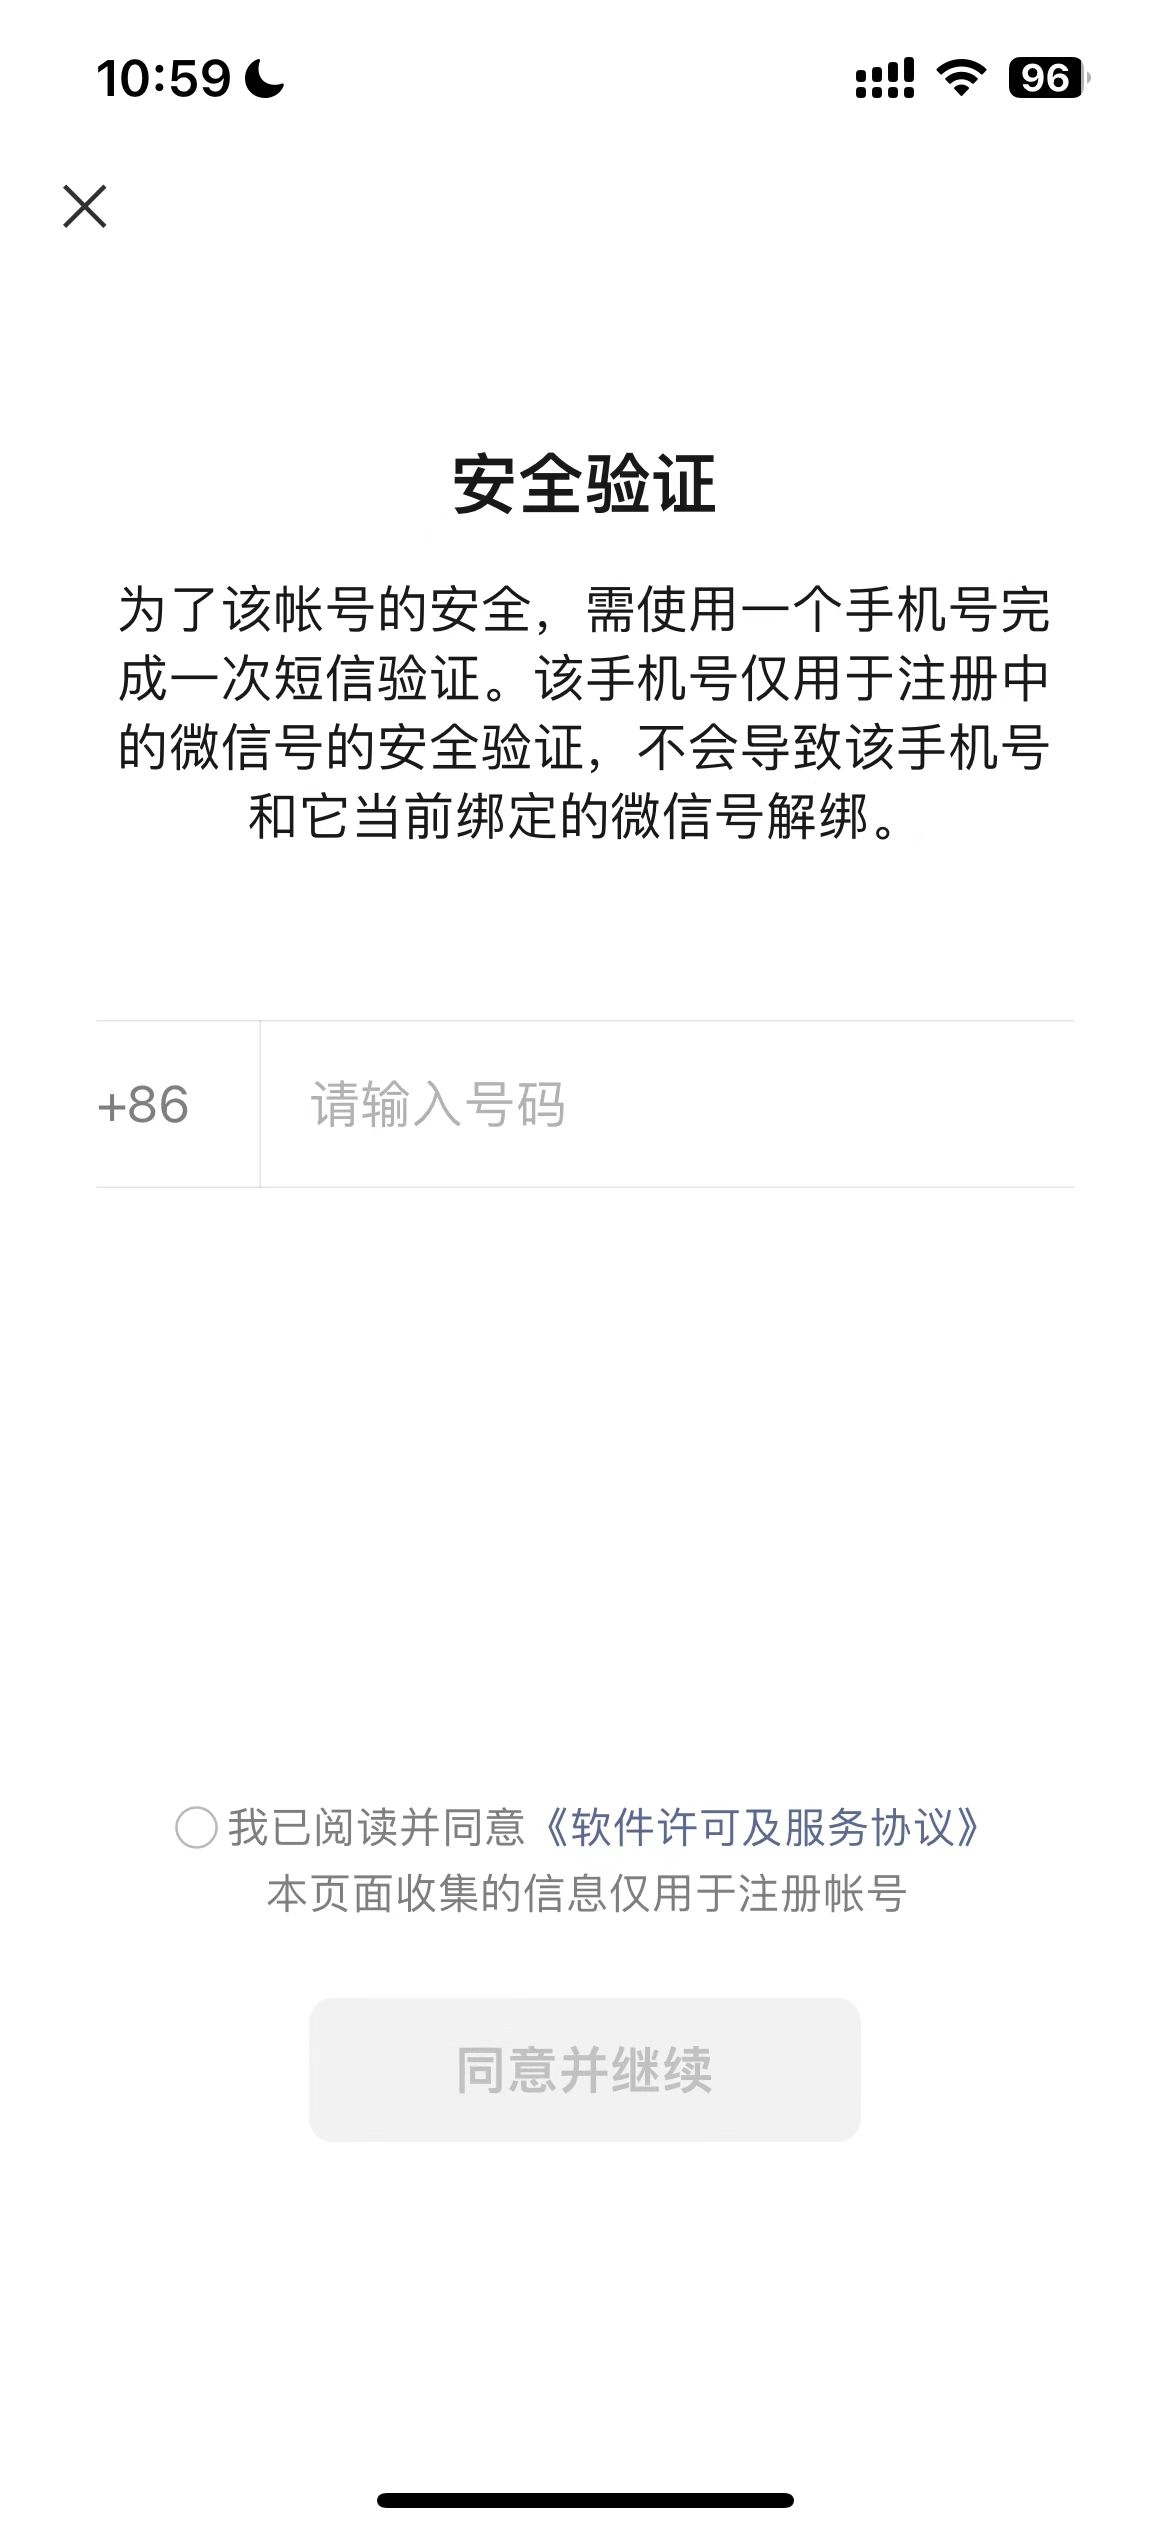 10:59
96
安全验证
为了该帐号的安全，需使用一个手机号完
成一次短信验证。该手机号仅用于注册中
的微信号的安全验证，不会导致该手机号
和它当前绑定的微信号解绑。
+86
请输入号码
我已阅读并同意《软件许可及服务协议》
本页面收集的信息仅用于注册帐号
同意并继续